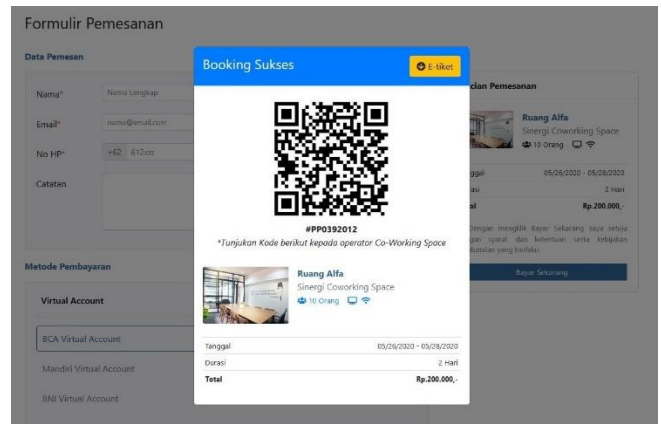 Formulir Pemesanan
Data Pemesan
Nama*
Nama Lengkap
Email*
nama@email.com
No HP*
+62
812xxx
Catatan
Metode Pembayaran
Virtual Account
BCA Virtual Account
Mandiri Virtual Account
BNI Virtual Account
Booking Sukses
E-tiket
#PP0392012
*Tunjukan Kode berikut kepada operator Co-Working Space
Ruang Alfa
Sinergi Coworking Space
10 Orang
Tanggal 05/26/2020 - 05/28/2020
Durasi 2 Hari
Total Rp.200.000,-
cian Pemesanan
Ruang Alfa
Sinergi Coworking Space
10 Orang
ggal 05/26/2020 - 05/28/2020
asi 2 Hari
al Rp.200.000,-
Dengan mengklik Bayar Sekarang saya setuju
gan syarat dan ketentuan serta kebijakan
batalan yang berlaku.
Bayar Sekarang